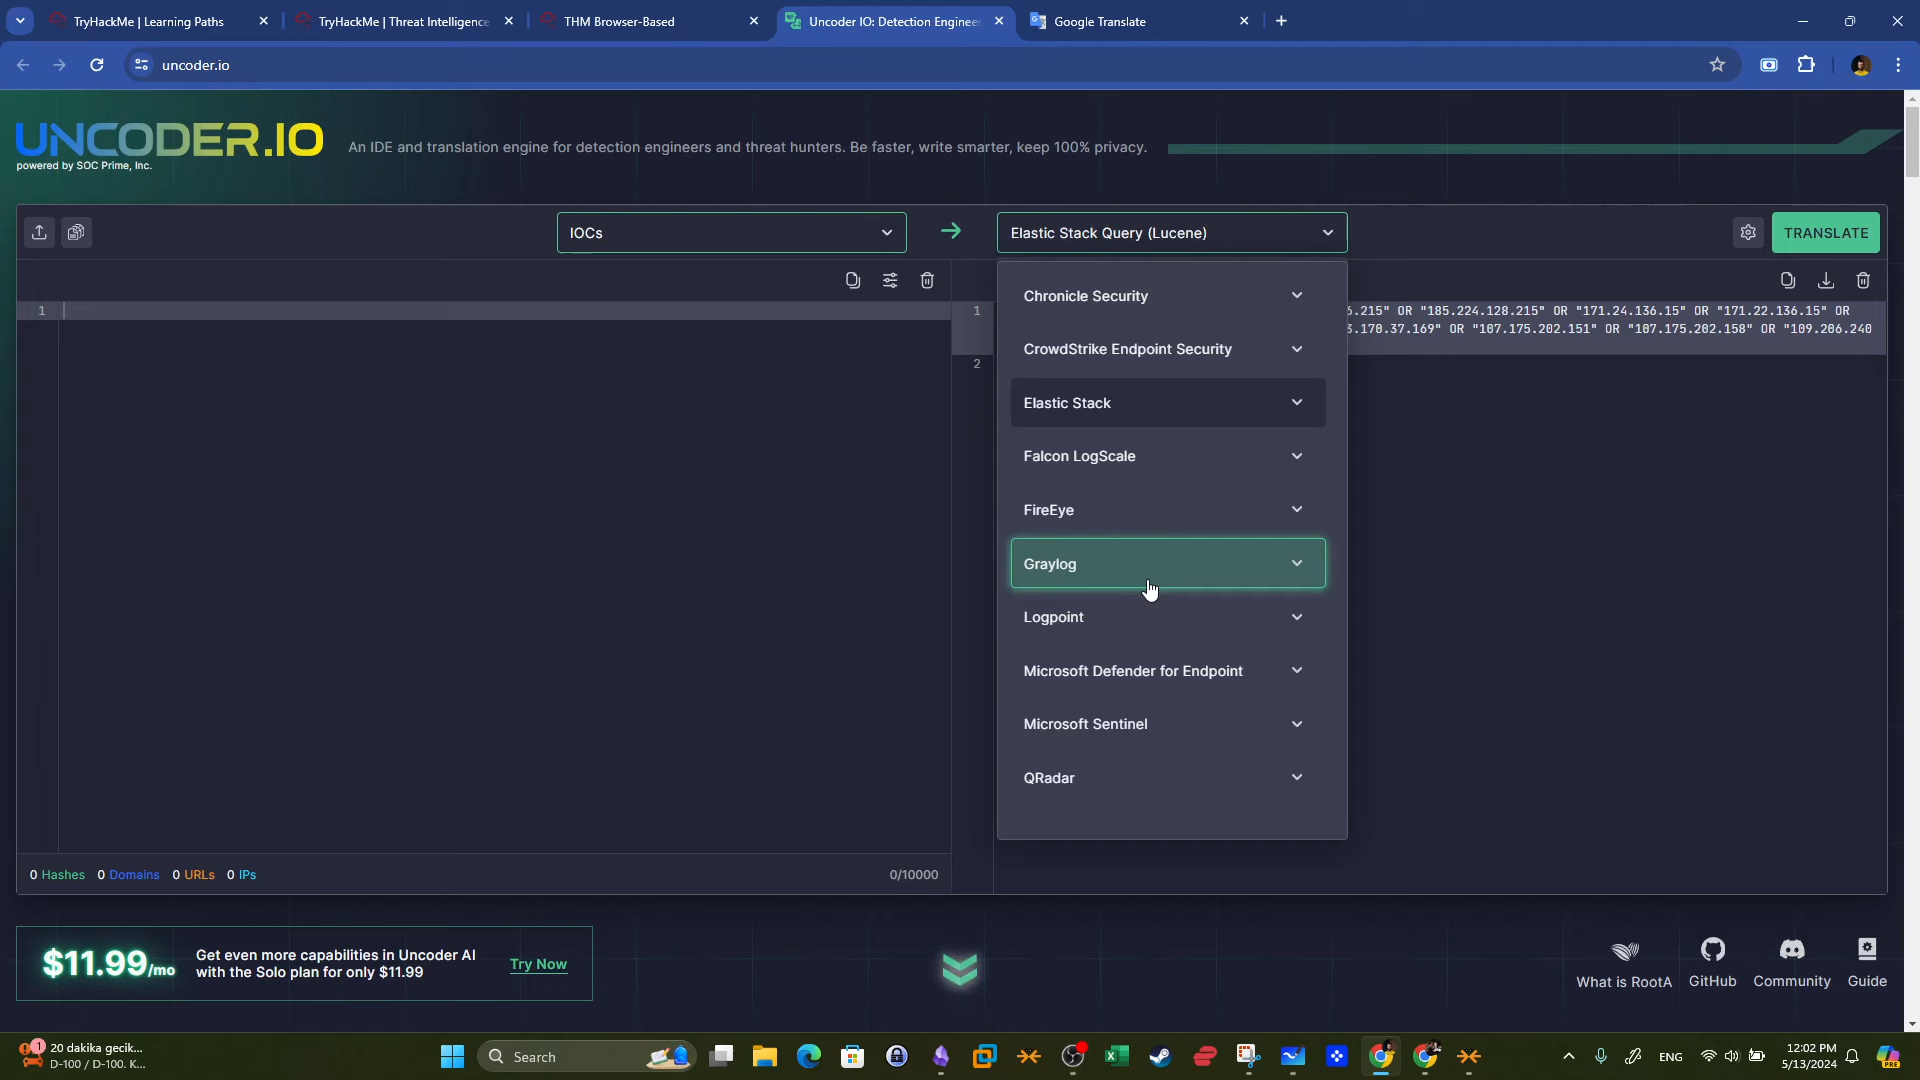 TryHackMe | Learning Paths
TryHackMe | Threat Intelligence
THM Browser-Based
Uncoder IO: Detection Enginee
Google Translate
uncoder.io
UNCODER.IO
powered by SOC Prime, Inc.
An IDE and translation engine for detection engineers and threat hunters. Be faster, write smarter, keep 100% privacy.
IOCs
Elastic Stack Query (Lucene)
TRANSLATE
1
1
6.215" OR "185.224.128.215" OR "171.24.136.15" OR "171.22.136.15" OR
3.170.37.169" OR "107.175.202.151" OR "107.175.202.158" OR "109.206.240
2
Chronicle Security
CrowdStrike Endpoint Security
Elastic Stack
Falcon LogScale
FireEye
Graylog
Logpoint
Microsoft Defender for Endpoint
Microsoft Sentinel
QRadar
0 Hashes 0 Domains 0 URLs 0 IPs
0/10000
$11.99/mo
Get even more capabilities in Uncoder AI
with the Solo plan for only $11.99
Try Now
What is RootA
GitHub
Community
Guide
1
20 dakika gecik...
D-100 / D-100. K...
Search
ENG
12:02 PM
5/13/2024
PRE